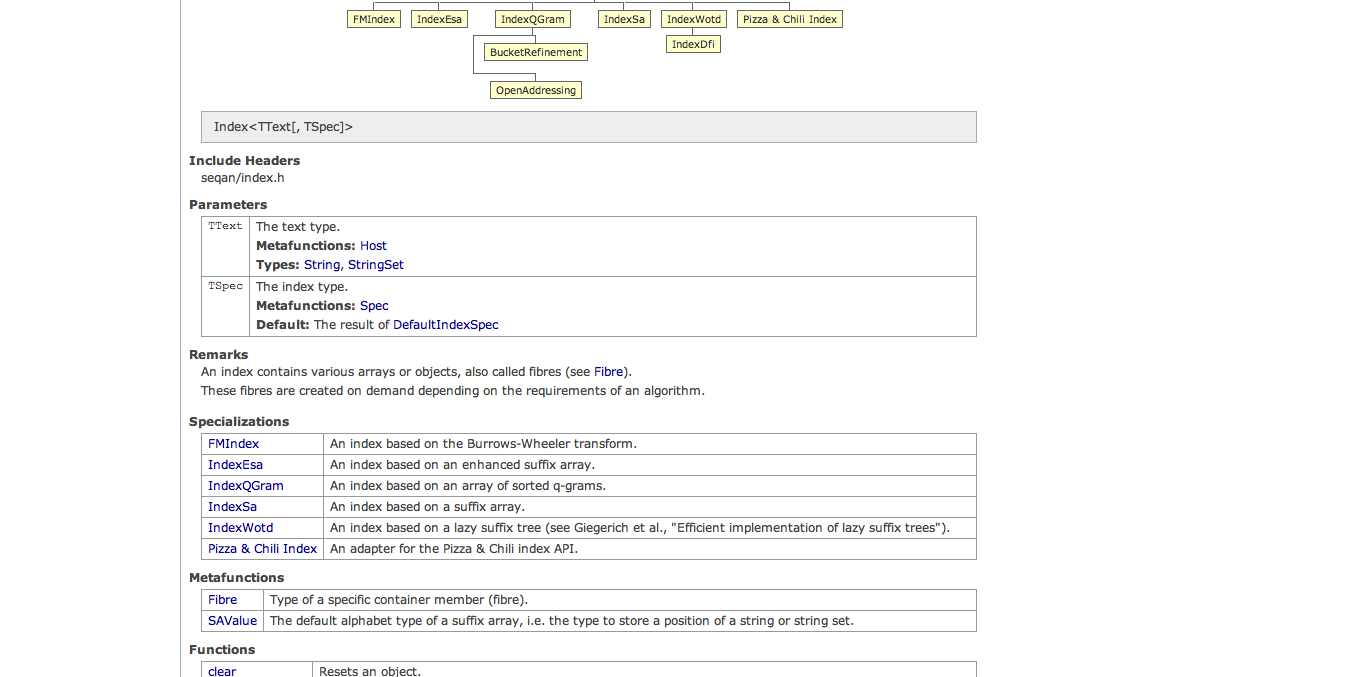 FMIndex IndexEsa IndexQGram IndexSa IndexWotd Pizza & Chili Index
BucketRefinement IndexDfi
OpenAddressing
Index<TText[, TSpec]>
Include Headers
seqan/index.h
Parameters
TText The text type.
Metafunctions: Host
Types: String, StringSet
TSpec The index type.
Metafunctions: Spec
Default: The result of DefaultIndexSpec
Remarks
An index contains various arrays or objects, also called fibres (see Fibre).
These fibres are created on demand depending on the requirements of an algorithm.
Specializations
FMIndex An index based on the Burrows-Wheeler transform.
IndexEsa An index based on an enhanced suffix array.
IndexQGram An index based on an array of sorted q-grams.
IndexSa An index based on a suffix array.
IndexWotd An index based on a lazy suffix tree (see Giegerich et al., "Efficient implementation of lazy suffix trees").
Pizza & Chili Index An adapter for the Pizza & Chili index API.
Metafunctions
Fibre Type of a specific container member (fibre).
SAValue The default alphabet type of a suffix array, i.e. the type to store a position of a string or string set.
Functions
clear Resets an object.